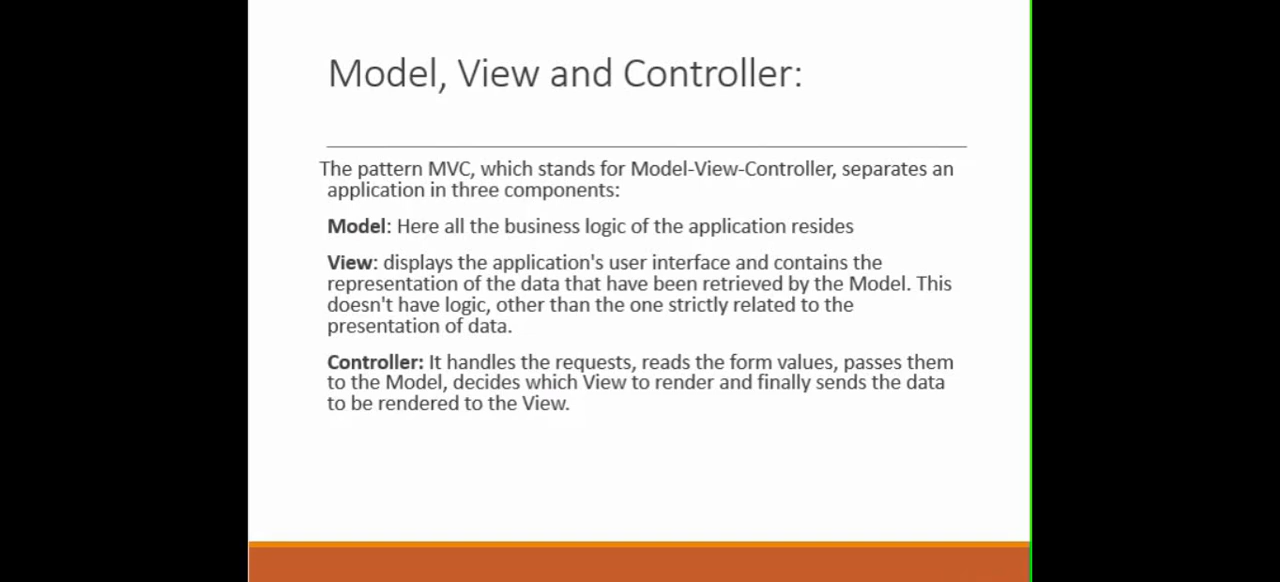 Model, View and Controller:
The pattern MVC, which stands for Model-View-Controller, separates an
application in three components:
Model: Here all the business logic of the application resides
View: displays the application's user interface and contains the
representation of the data that have been retrieved by the Model. This
doesn't have logic, other than the one strictly related to the
presentation of data.
Controller: It handles the requests, reads the form values, passes them
to the Model, decides which View to render and finally sends the data
to be rendered to the View.